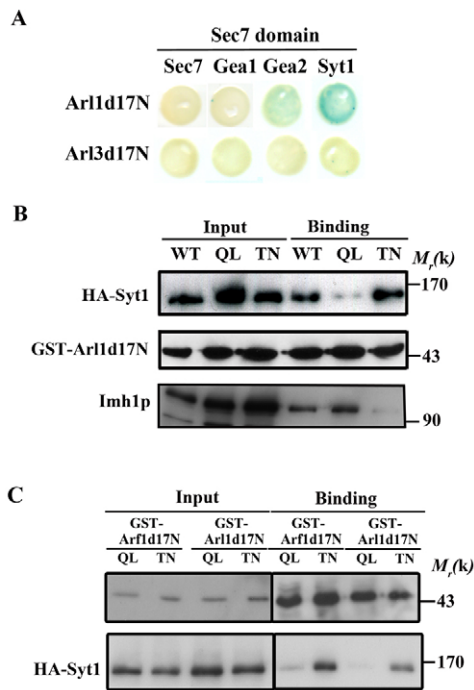 A
Sec7 domain
Sec7 Gea1 Gea2 Syt1
Arl1d17N
Arl3d17N
B
Input Binding
WT QL TN WT QL TN Mr(k)
HA-Syt1 170
GST-Arl1d17N 43
Imh1p 90
C
Input Binding
GST- GST- GST- GST-
Arf1d17N Arl1d17N Arf1d17N Arl1d17N
QL TN QL TN QL TN QL TN Mr(k)
43
HA-Syt1 170